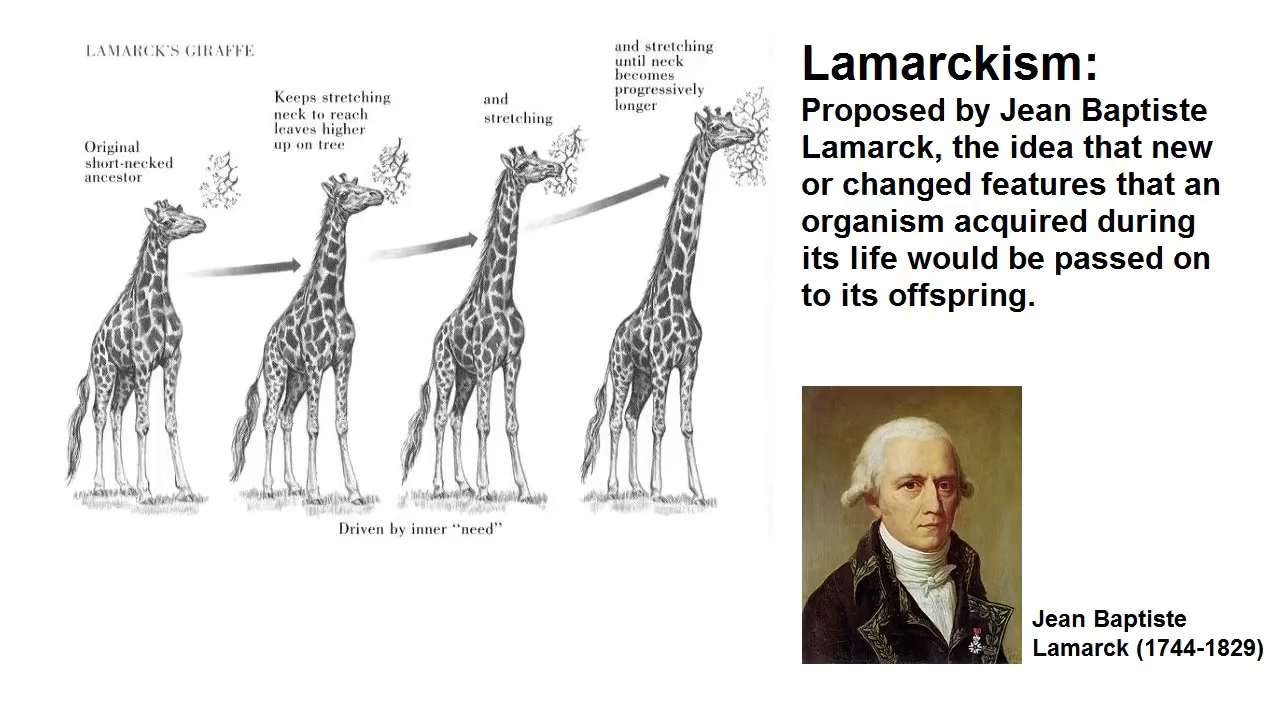 LAMARCK'S GIRAFFE
Original
short-necked
ancestor
Keeps stretching
neck to reach
leaves higher
up on tree
and
stretching
and stretching
until neck
becomes
progressively
longer
Driven by inner “need”
Lamarckism:
Proposed by Jean Baptiste
Lamarck, the idea that new
or changed features that an
organism acquired during
its life would be passed on
to its offspring.
Jean Baptiste
Lamarck (1744-1829)